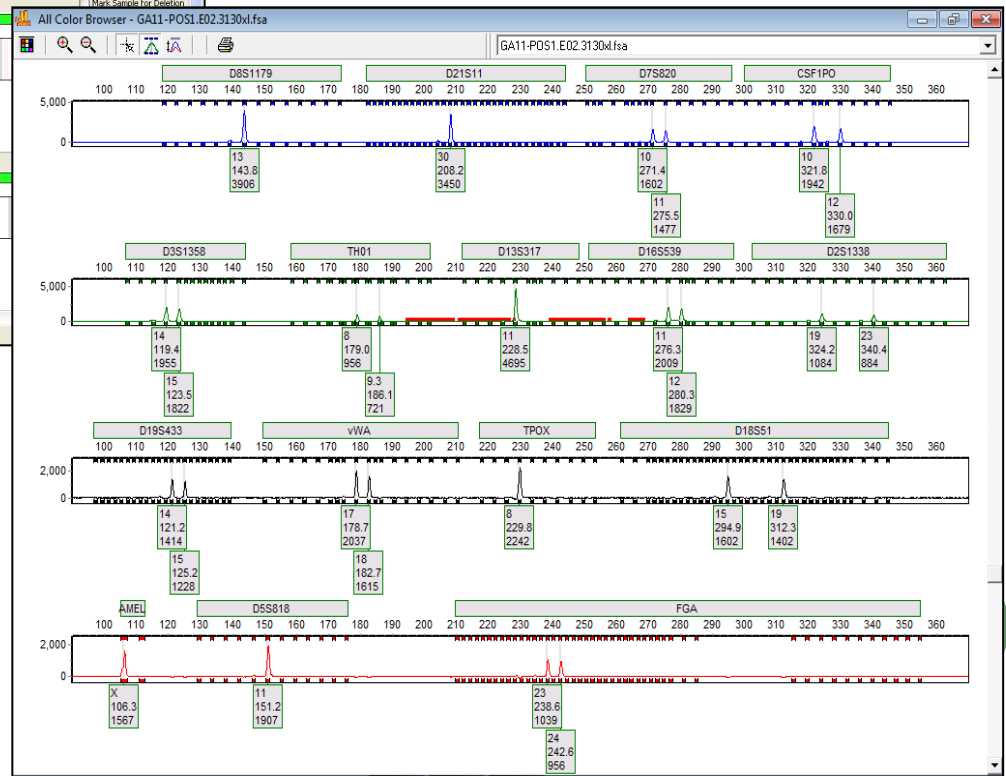 Mark Sample for Deletion
All Color Browser - GA11-POS1.E02.3130xl.fsa
GA11-POS1.E02.3130xl.fsa
D8S1179 D21S11 D7S820 CSF1PO
100 110 120 130 140 150 160 170 180 190 200 210 220 230 240 250 260 270 280 290 300 310 320 330 340 350 360
5,000
0
13 30 10 10
143.8 208.2 271.4 321.8
3906 3450 1602 1942
11 12
275.5 330.0
1477 1679
D3S1358 TH01 D13S317 D16S539 D2S1338
100 110 120 130 140 150 160 170 180 190 200 210 220 230 240 250 260 270 280 290 300 310 320 330 340 350 360
5,000
0
14 8 11 11 19 23
119.4 179.0 228.5 276.3 324.2 340.4
1955 956 4695 2009 1084 884
15 9.3 12
123.5 186.1 280.3
1822 721 1829
D19S433 vWA TPOX D18S51
100 110 120 130 140 150 160 170 180 190 200 210 220 230 240 250 260 270 280 290 300 310 320 330 340 350 360
2,000
0
14 17 8 15 19
121.2 178.7 229.8 294.9 312.3
1414 2037 2242 1602 1402
15 18
125.2 182.7
1228 1615
AMEL D5S818 FGA
100 110 120 130 140 150 160 170 180 190 200 210 220 230 240 250 260 270 280 290 300 310 320 330 340 350 360
2,000
0
X 11 23
106.3 151.2 238.6
1567 1907 1039
24
242.6
956